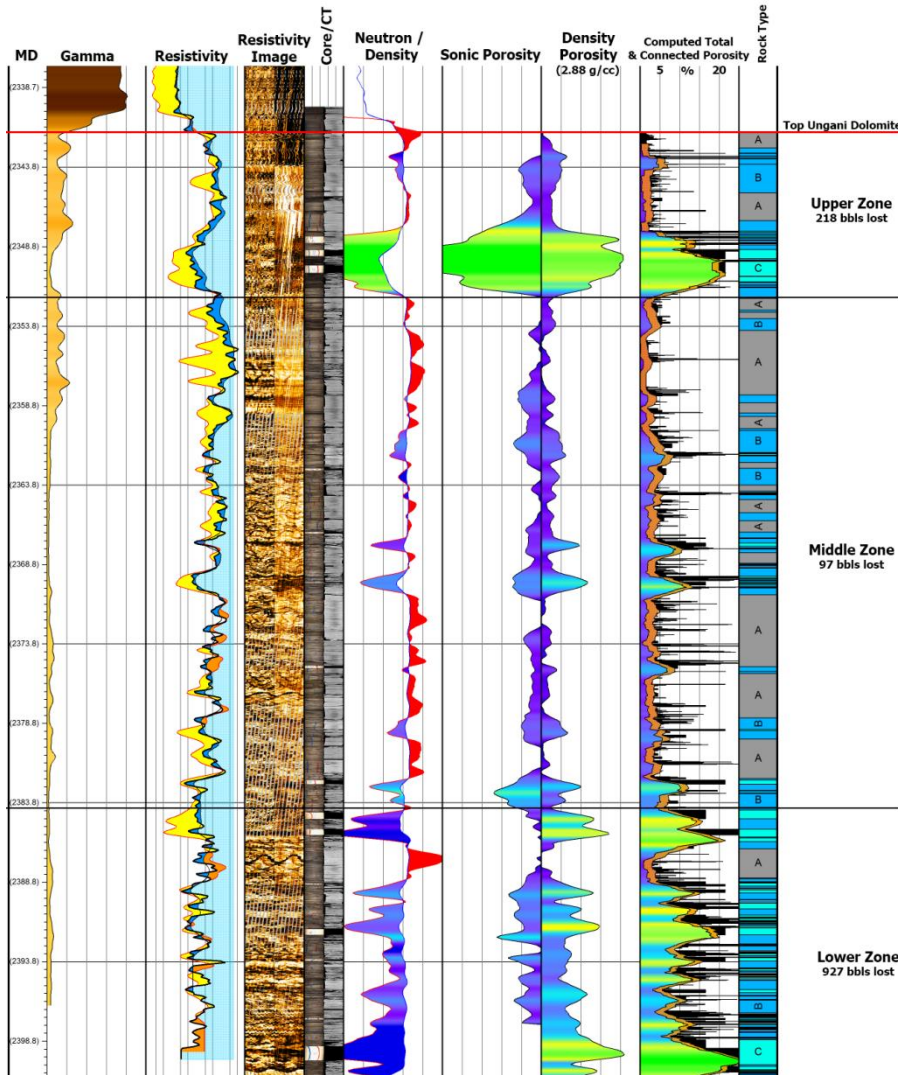 MD
Gamma
Resistivity
Resistivity
Image
Core/CT
Neutron /
Density
Sonic Porosity
Density
Porosity
(2.88 g/cc)
Computed Total
& Connected Porosity
5 % 20
Rock Type
(2338.7)
Top Ungani Dolomite
A
(2343.8)
B
A
Upper Zone
218 bbls lost
(2348.8)
C
A
(2353.8)
B
A
(2358.8)
A
B
(2363.8)
B
A
A
Middle Zone
97 bbls lost
(2368.8)
(2373.8)
A
A
(2378.8)
B
A
(2383.8)
B
A
(2388.8)
(2393.8)
Lower Zone
927 bbls lost
B
(2398.8)
C